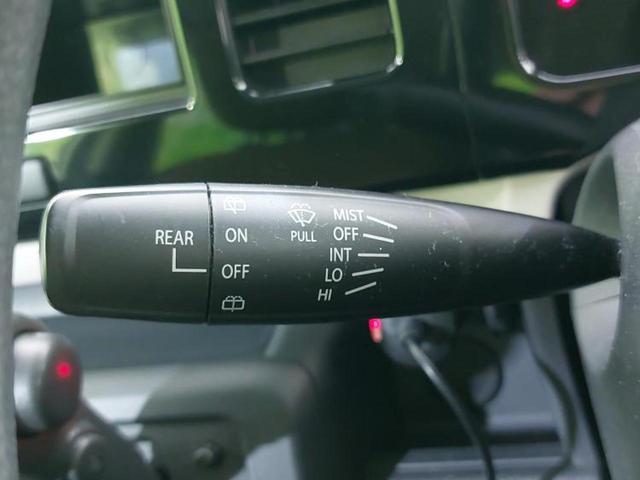 REAR
ON
OFF
PULL
MIST
OFF
INT
LO
HI